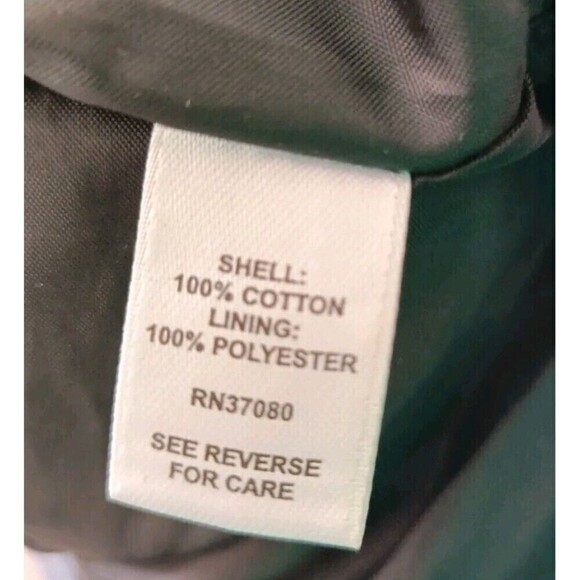 SHELL:
100% COTTON
LINING:
100% POLYESTER
RN37080
SEE REVERSE
FOR CARE